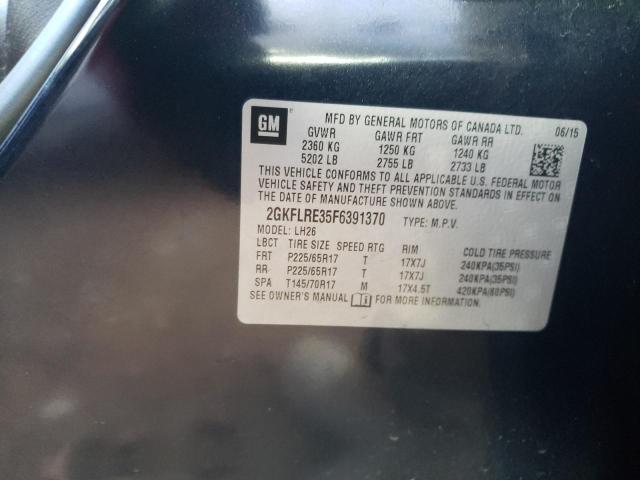 GM
MFD BY GENERAL MOTORS OF CANADA LTD. 06/15
GVWR GAWR FRT GAWR RR
2360 KG 1250 KG 1240 KG
5202 LB 2755 LB 2733 LB
THIS VEHICLE CONFORMS TO ALL APPLICABLE U.S. FEDERAL MOTOR
VEHICLE SAFETY AND THEFT PREVENTION STANDARDS IN EFFECT ON
THE DATE OF MANUFACTURE SHOWN ABOVE.
2GKFLRE35F6391370 TYPE: M.P.V.
MODEL: LH26
LBCT TIRE SIZE SPEED RTG RIM COLD TIRE PRESSURE
FRT P225/65R17 T 17X7J 240KPA(35PSI)
RR P225/65R17 T 17X7J 240KPA(35PSI)
SPA T145/70R17 M 17X4.5T 420KPA(60PSI)
SEE OWNER'S MANUAL FOR MORE INFORMATION.